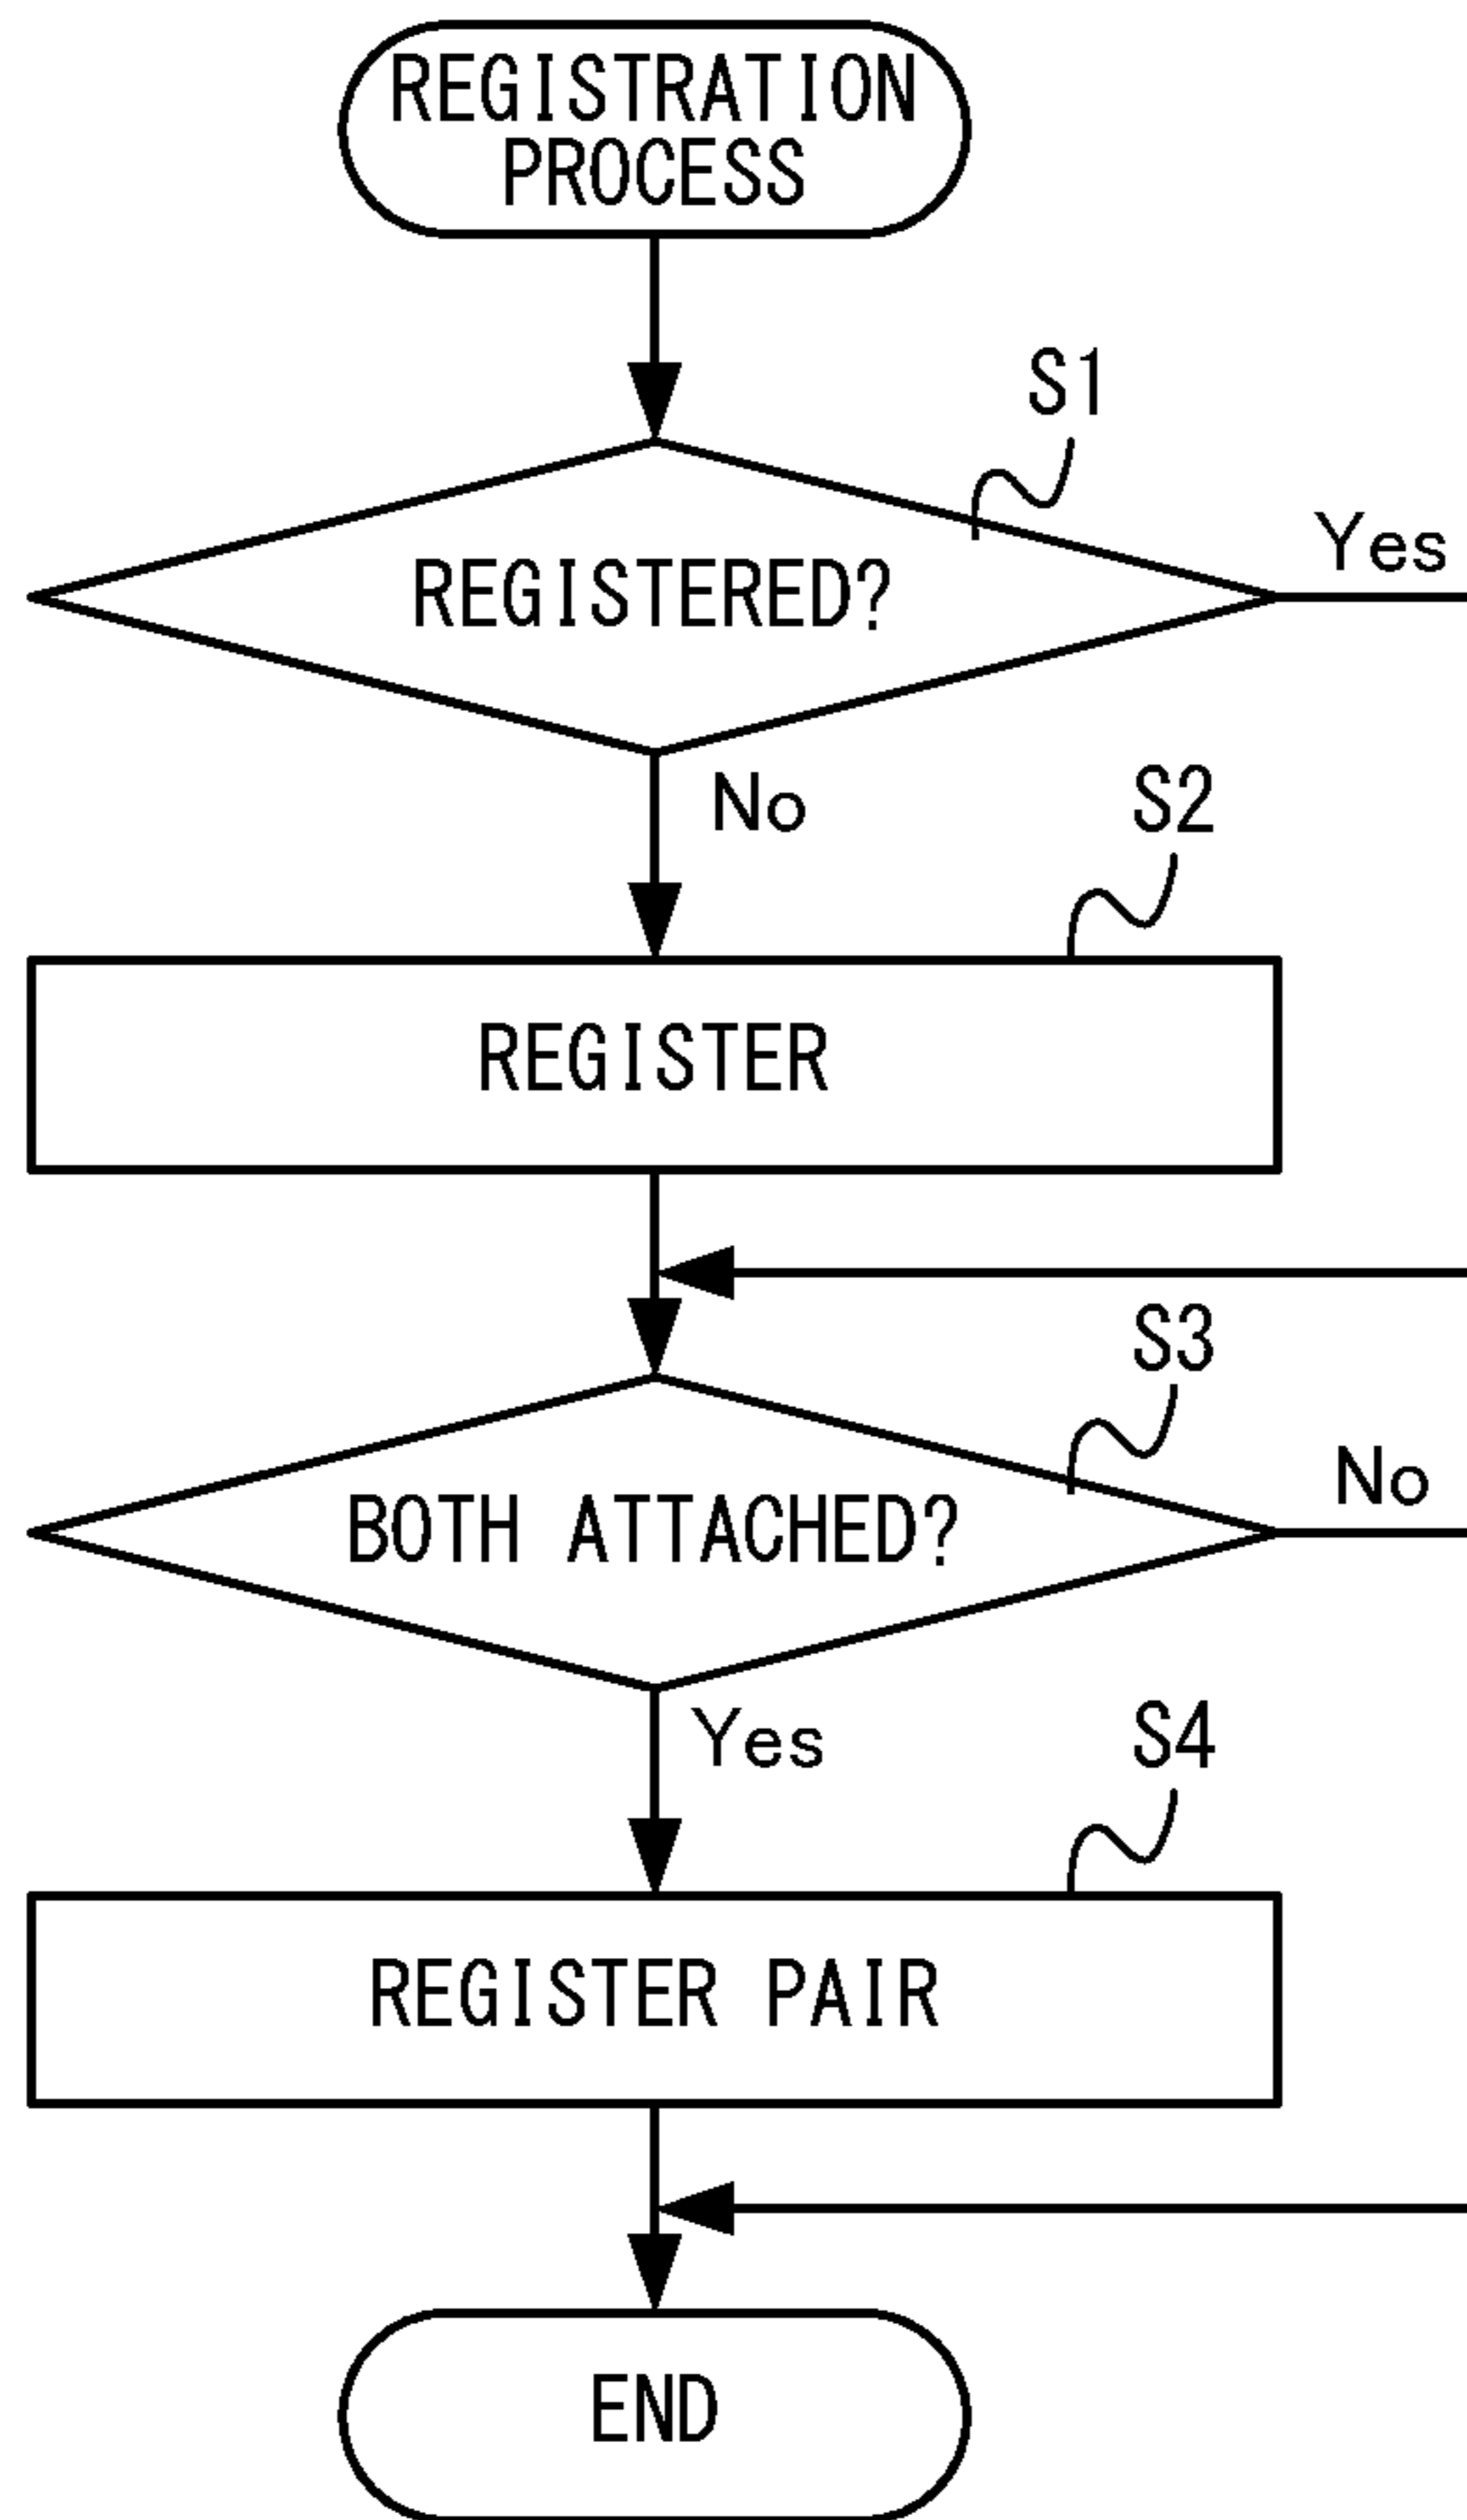 REGISTRATION
PROCESS
S1
REGISTERED?
Yes
No
S2
REGISTER
S3
BOTH ATTACHED?
No
Yes
S4
REGISTER PAIR
END